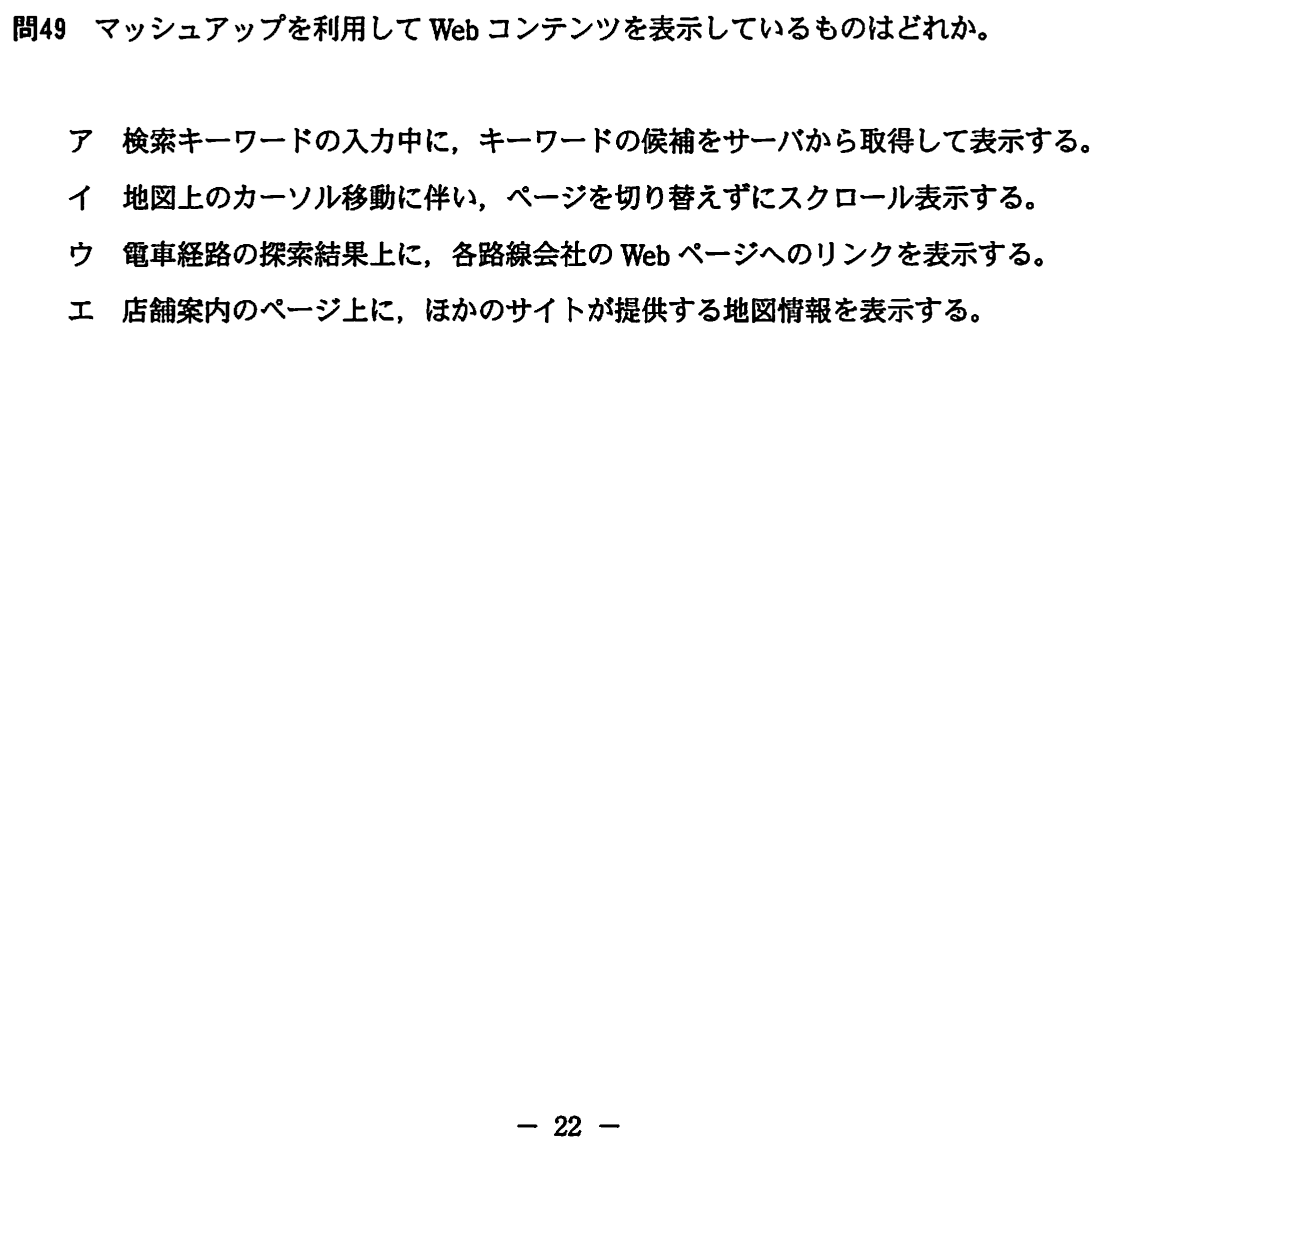 問49 マッシュアップを利用して Web コンテンツを表示しているものはどれか。
ア 検索キーワードの入力中に，キーワードの候補をサーバから取得して表示する。
イ 地図上のカーソル移動に伴い，ページを切り替えずにスクロール表示する。
ウ 電車経路の探索結果上に，各路線会社の Web ページへのリンクを表示する。
エ 店舗案内のページ上に，ほかのサイトが提供する地図情報を表示する。
― 22 ―